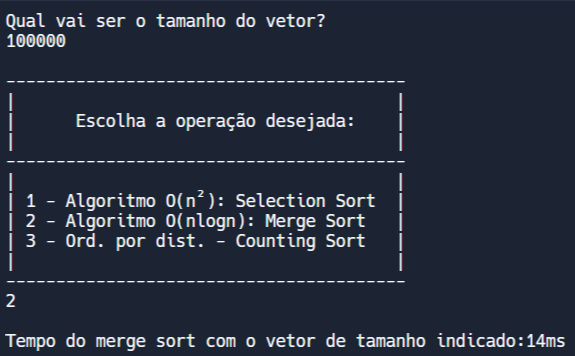 Qual vai ser o tamanho do vetor?
100000
----------------------------------------
|                                      |
|      Escolha a operação desejada:    |
|                                      |
----------------------------------------
|                                      |
| 1 - Algoritmo O(n²): Selection Sort  |
| 2 - Algoritmo O(nlogn): Merge Sort   |
| 3 - Ord. por dist. - Counting Sort   |
|                                      |
----------------------------------------
2
Tempo do merge sort com o vetor de tamanho indicado:14ms